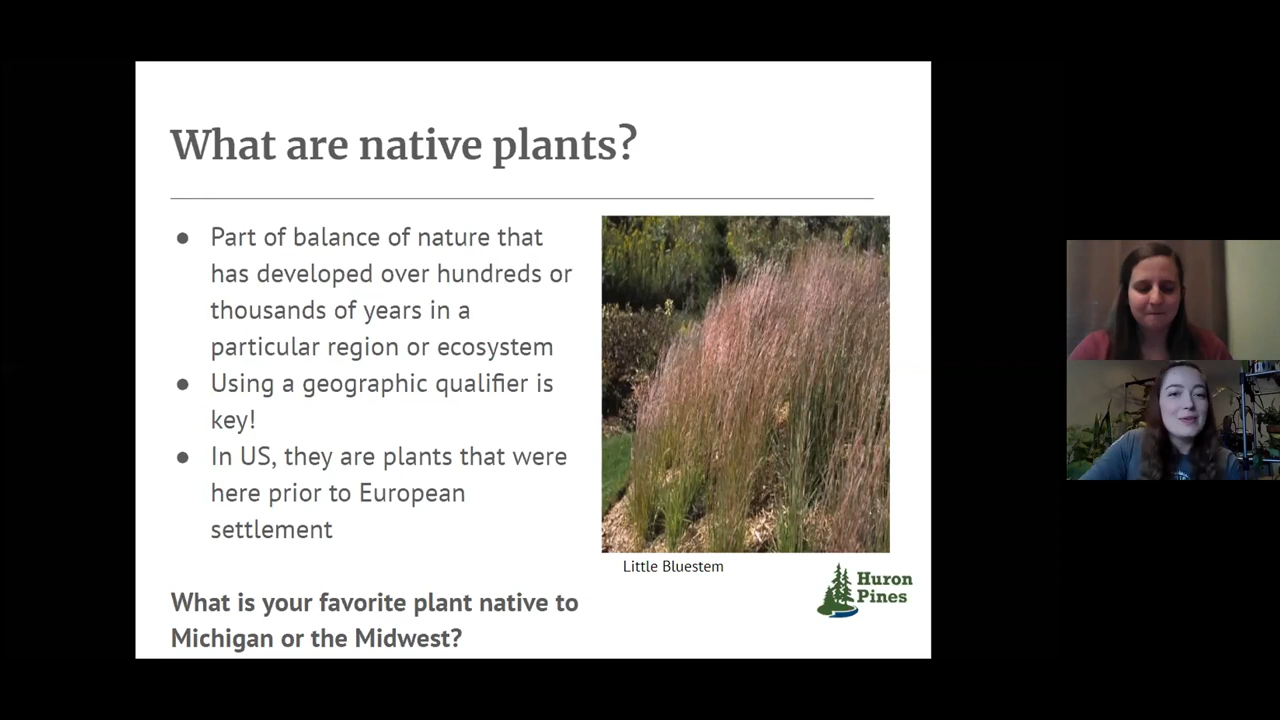 What are native plants?
● Part of balance of nature that
has developed over hundreds or
thousands of years in a
particular region or ecosystem
● Using a geographic qualifier is
key!
● In US, they are plants that were
here prior to European
settlement
Little Bluestem
What is your favorite plant native to
Michigan or the Midwest?
Huron
Pines